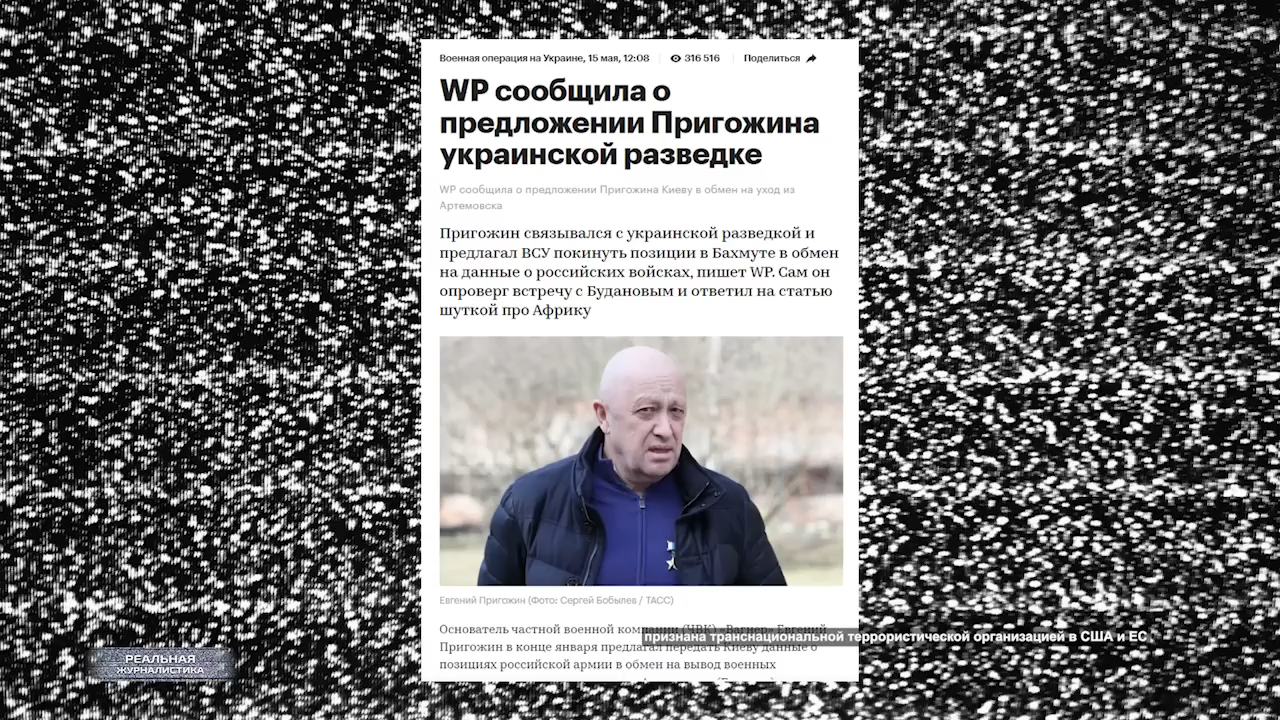 Военная операция на Украине, 15 мая, 12:08 316 516 Поделиться
WP сообщила о
предложении Пригожина
украинской разведке
WP сообщила о предложении Пригожина Киеву в обмен на уход из
Артемовска
Пригожин связывался с украинской разведкой и
предлагал ВСУ покинуть позиции в Бахмуте в обмен
на данные о российских войсках, пишет WP. Сам он
опроверг встречу с Будановым и ответил на статью
шуткой про Африку
Евгений Пригожин (Фото: Сергей Бобылев / ТАСС)
Основатель частной военной компании (ЧВК) «Вагнер» Евгений
признана транснациональной террористической организацией в США и ЕС
Пригожин в конце января предлагал передать Киеву данные о
позициях российской армии в обмен на вывод военных
РЕАЛЬНАЯ
ЖУРНАЛИСТИКА